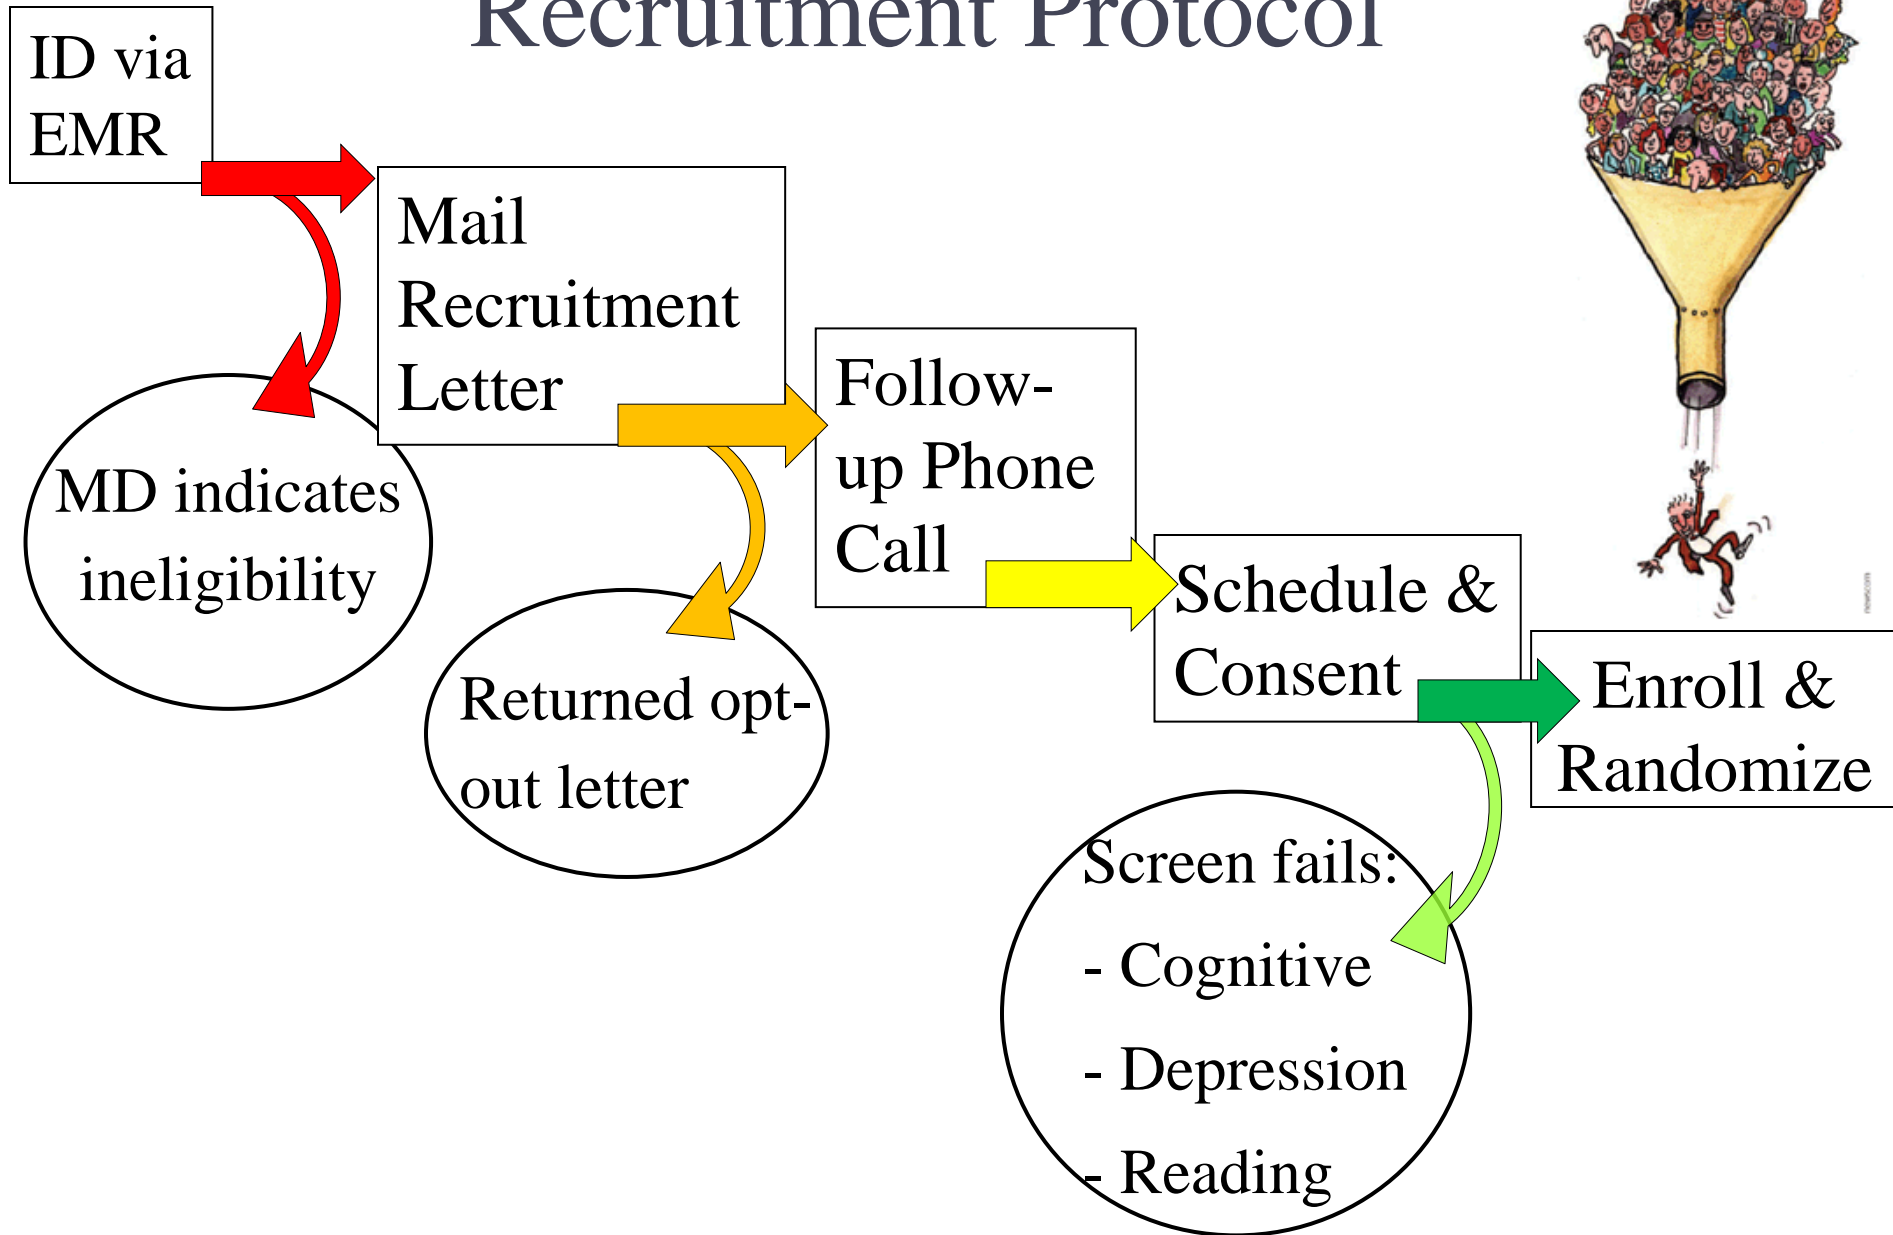 Recruitment Protocol
ID via
EMR
Mail
Recruitment
Letter
MD indicates
ineligibility
Follow-
up Phone
Call
Returned opt-
out letter
Schedule &
Consent
Enroll &
Randomize
Screen fails:
- Cognitive
- Depression
- Reading
newscom